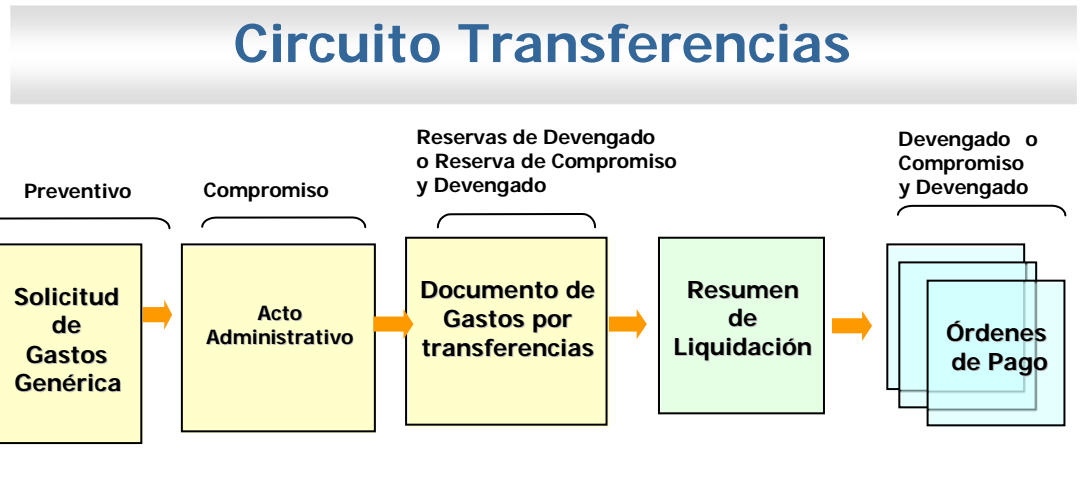 Circuito Transferencias
Preventivo
Compromiso
Reservas de Devengado
o Reserva de Compromiso
y Devengado
Devengado o
Compromiso
y Devengado
Solicitud
de
Gastos
Genérica
Acto
Administrativo
Documento de
Gastos por
transferencias
Resumen
de
Liquidación
Órdenes
de Pago